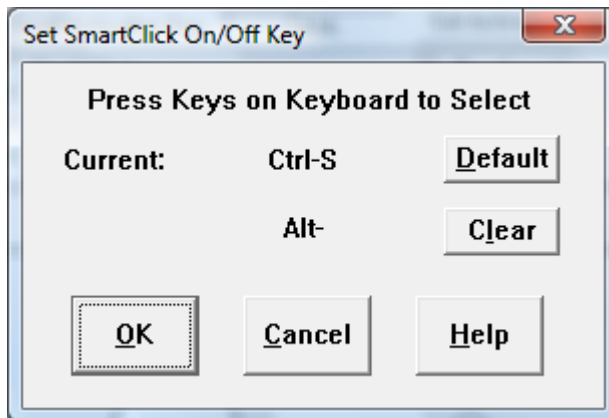 Set SmartClick On/Off Key
Press Keys on Keyboard to Select
Current: Ctrl-S Default
Alt- Clear
OK Cancel Help